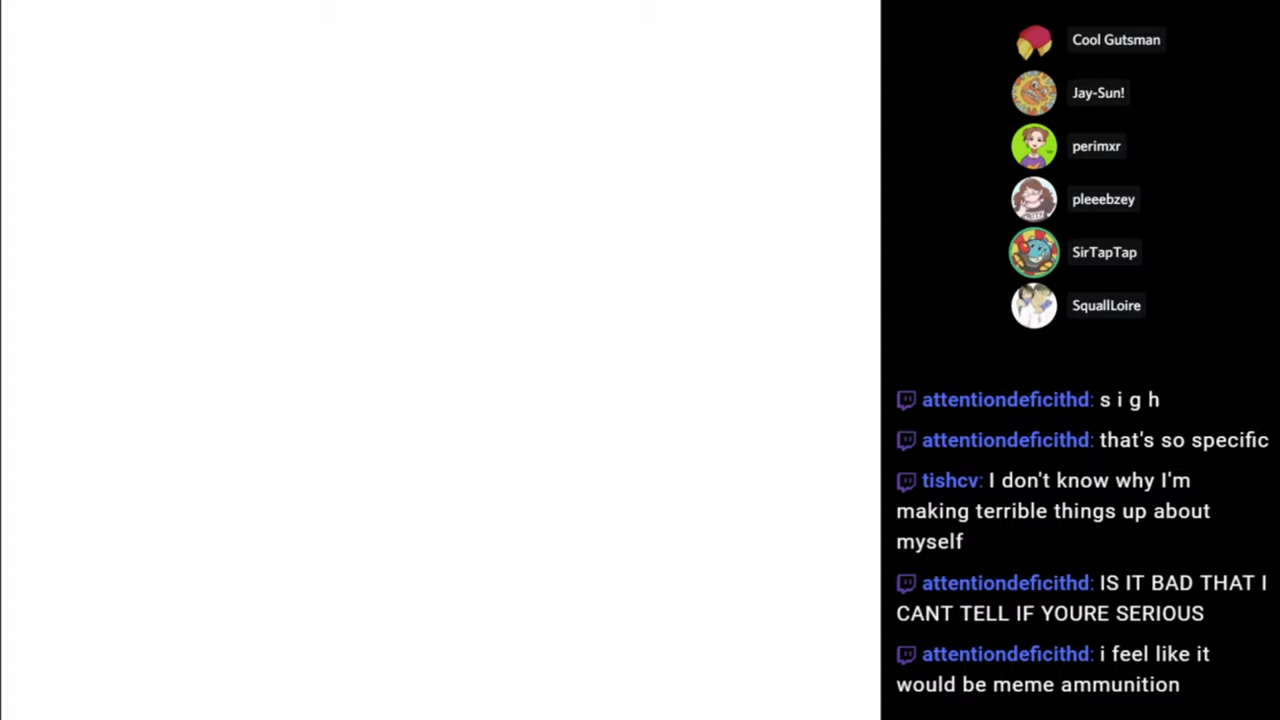 Cool Gutsman
Jay-Sun!
perimxr
pleeebzey
SirTapTap
SquallLoire
attentiondeficithd: s i g h
attentiondeficithd: that's so specific
tishcv: I don't know why I'm
making terrible things up about
myself
attentiondeficithd: IS IT BAD THAT I
CANT TELL IF YOURE SERIOUS
attentiondeficithd: i feel like it
would be meme ammunition